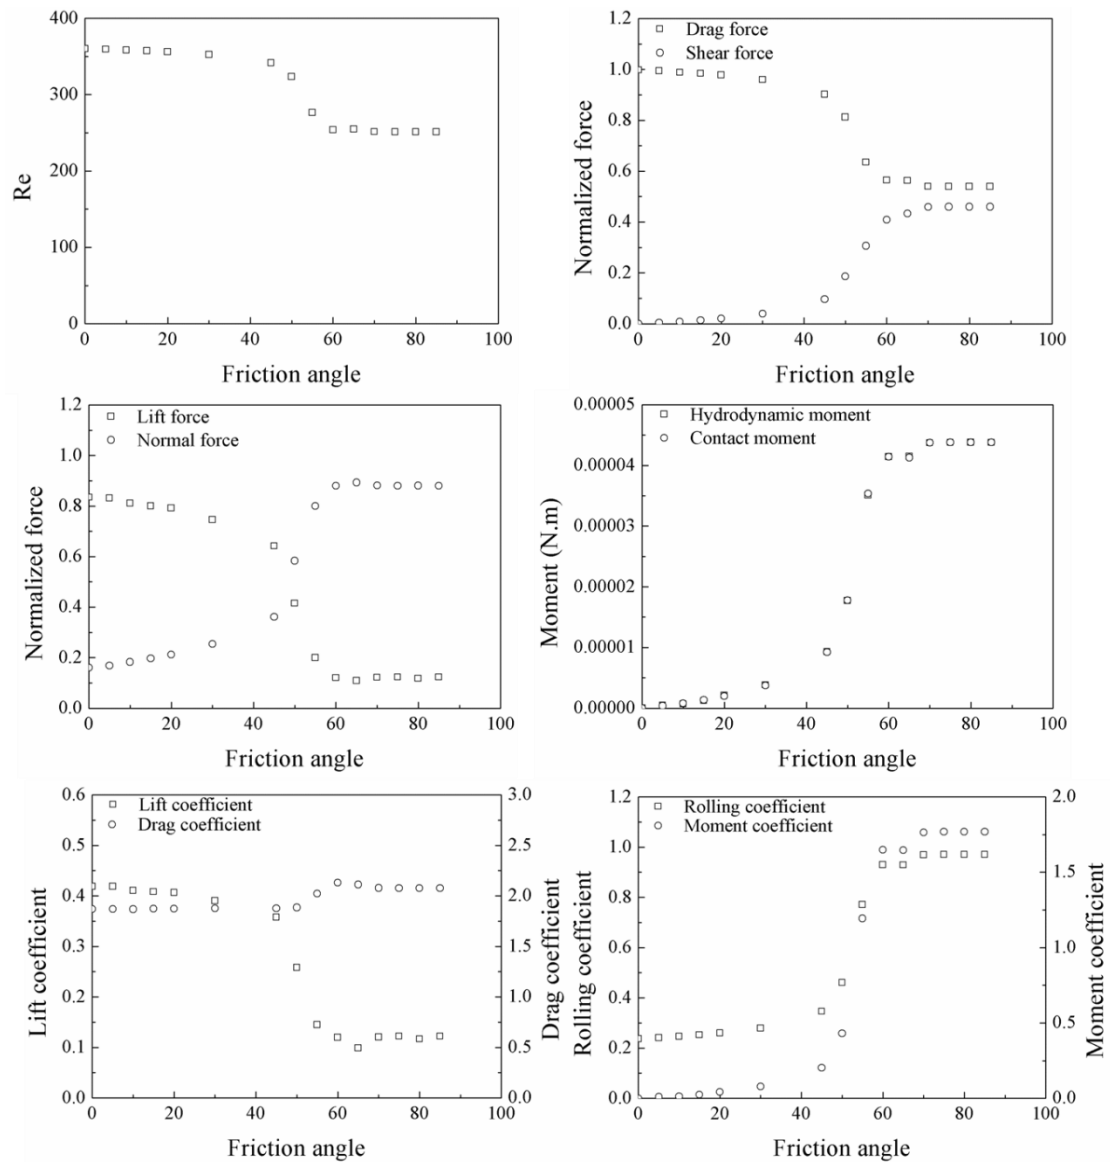 400
300
200
100
0
Re
0 20 40 60 80 100
Friction angle
1.2
1.0
0.8
0.6
0.4
0.2
0.0
Normalized force
Drag force
Shear force
0 20 40 60 80 100
Friction angle
1.2
1.0
0.8
0.6
0.4
0.2
0.0
Normalized force
Lift force
Normal force
0 20 40 60 80 100
Friction angle
0.00005
0.00004
0.00003
0.00002
0.00001
0.00000
Moment (N.m)
Hydrodynamic moment
Contact moment
0 20 40 60 80 100
Friction angle
0.6
0.5
0.4
0.3
0.2
0.1
0.0
Lift coefficient
Lift coefficient
Drag coefficient
3.0
2.5
2.0
1.5
1.0
0.5
0.0
Drag coefficient
0 20 40 60 80 100
Friction angle
1.2
1.0
0.8
0.6
0.4
0.2
0.0
Rolling coefficient
Rolling coefficient
Moment coefficient
2.0
1.5
1.0
0.5
0.0
Moment coefficient
0 20 40 60 80 100
Friction angle